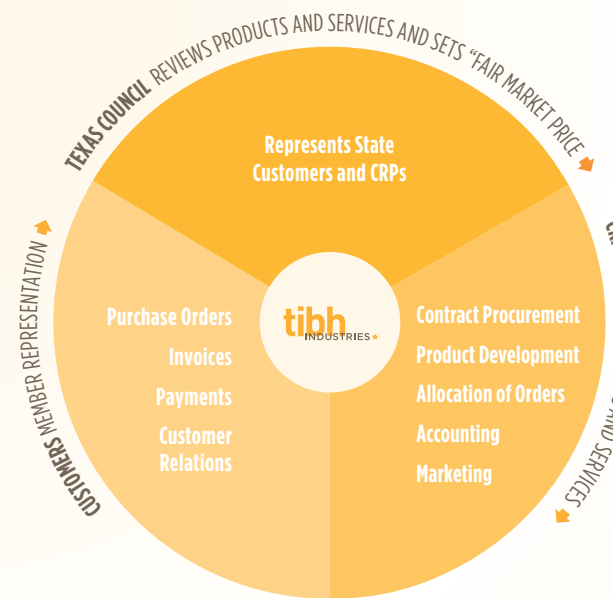 TEXAS COUNCIL REVIEWS PRODUCTS AND SERVICES AND SETS “FAIR MARKET PRICE
Represents State
Customers and CRPs
CUSTOMERS MEMBER REPRESENTATION
Purchase Orders
Invoices
Payments
Customer
Relations
tibh
INDUSTRIES
Contract Procurement
Product Development
Allocation of Orders
Accounting
Marketing
AND SERVICES